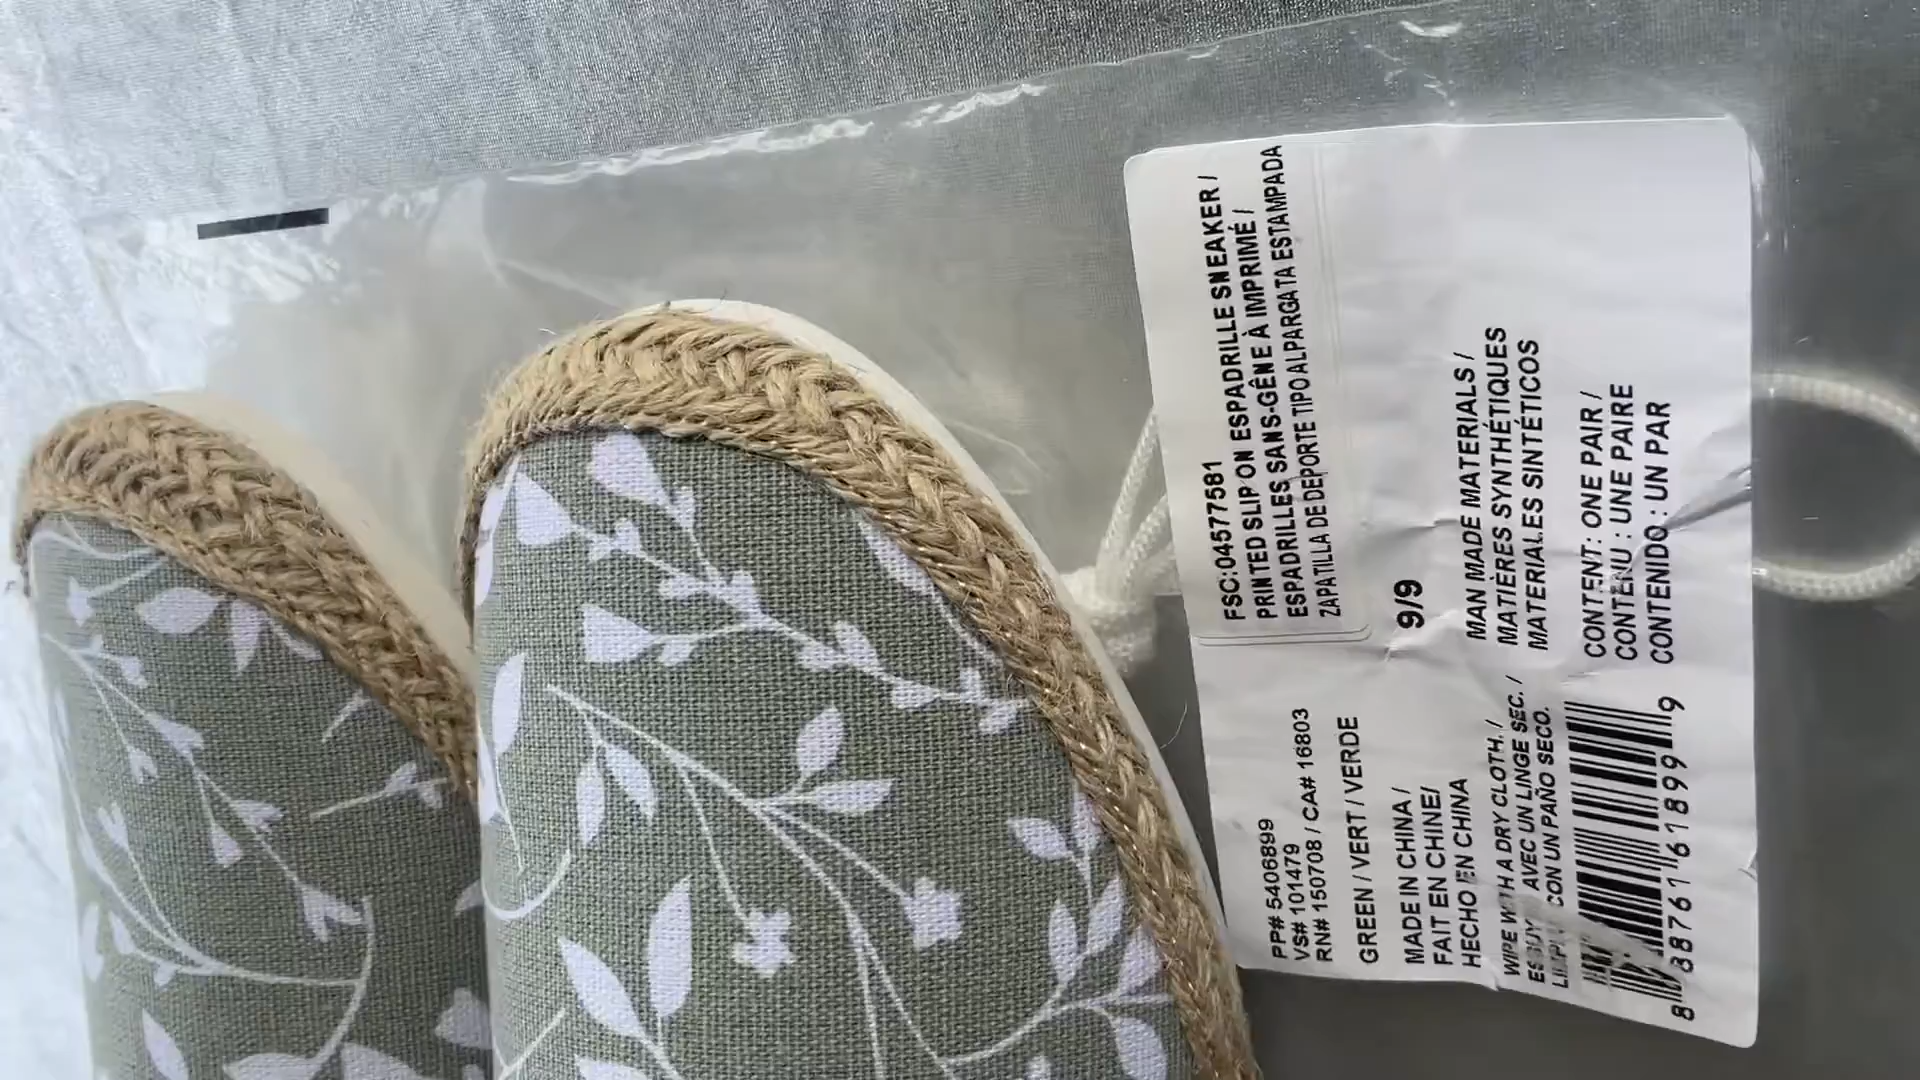 FSC:04577581
PRINTED SLIP ON ESPADRILLE SNEAKER /
ESPADRILLES SANS-GÊNE À IMPRIMÉ /
ZAPATILLA DE DEPORTE TIPO ALPARGATA ESTAMPADA
9/9
MAN MADE MATERIALS /
MATIÈRES SYNTHÉTIQUES
MATERIALES SINTÉTICOS
CONTENT: ONE PAIR /
CONTENU : UNE PAIRE
CONTENIDO : UN PAR
PP# 5406899
VS# 101479
RN# 150708 / CA# 16803
GREEN / VERT / VERDE
MADE IN CHINA /
FAIT EN CHINE/
HECHO EN CHINA
WIPE WITH A DRY CLOTH. /
AVEC UN LINGE SEC. /
CON UN PAÑO SECO.
8 88761 61899 9